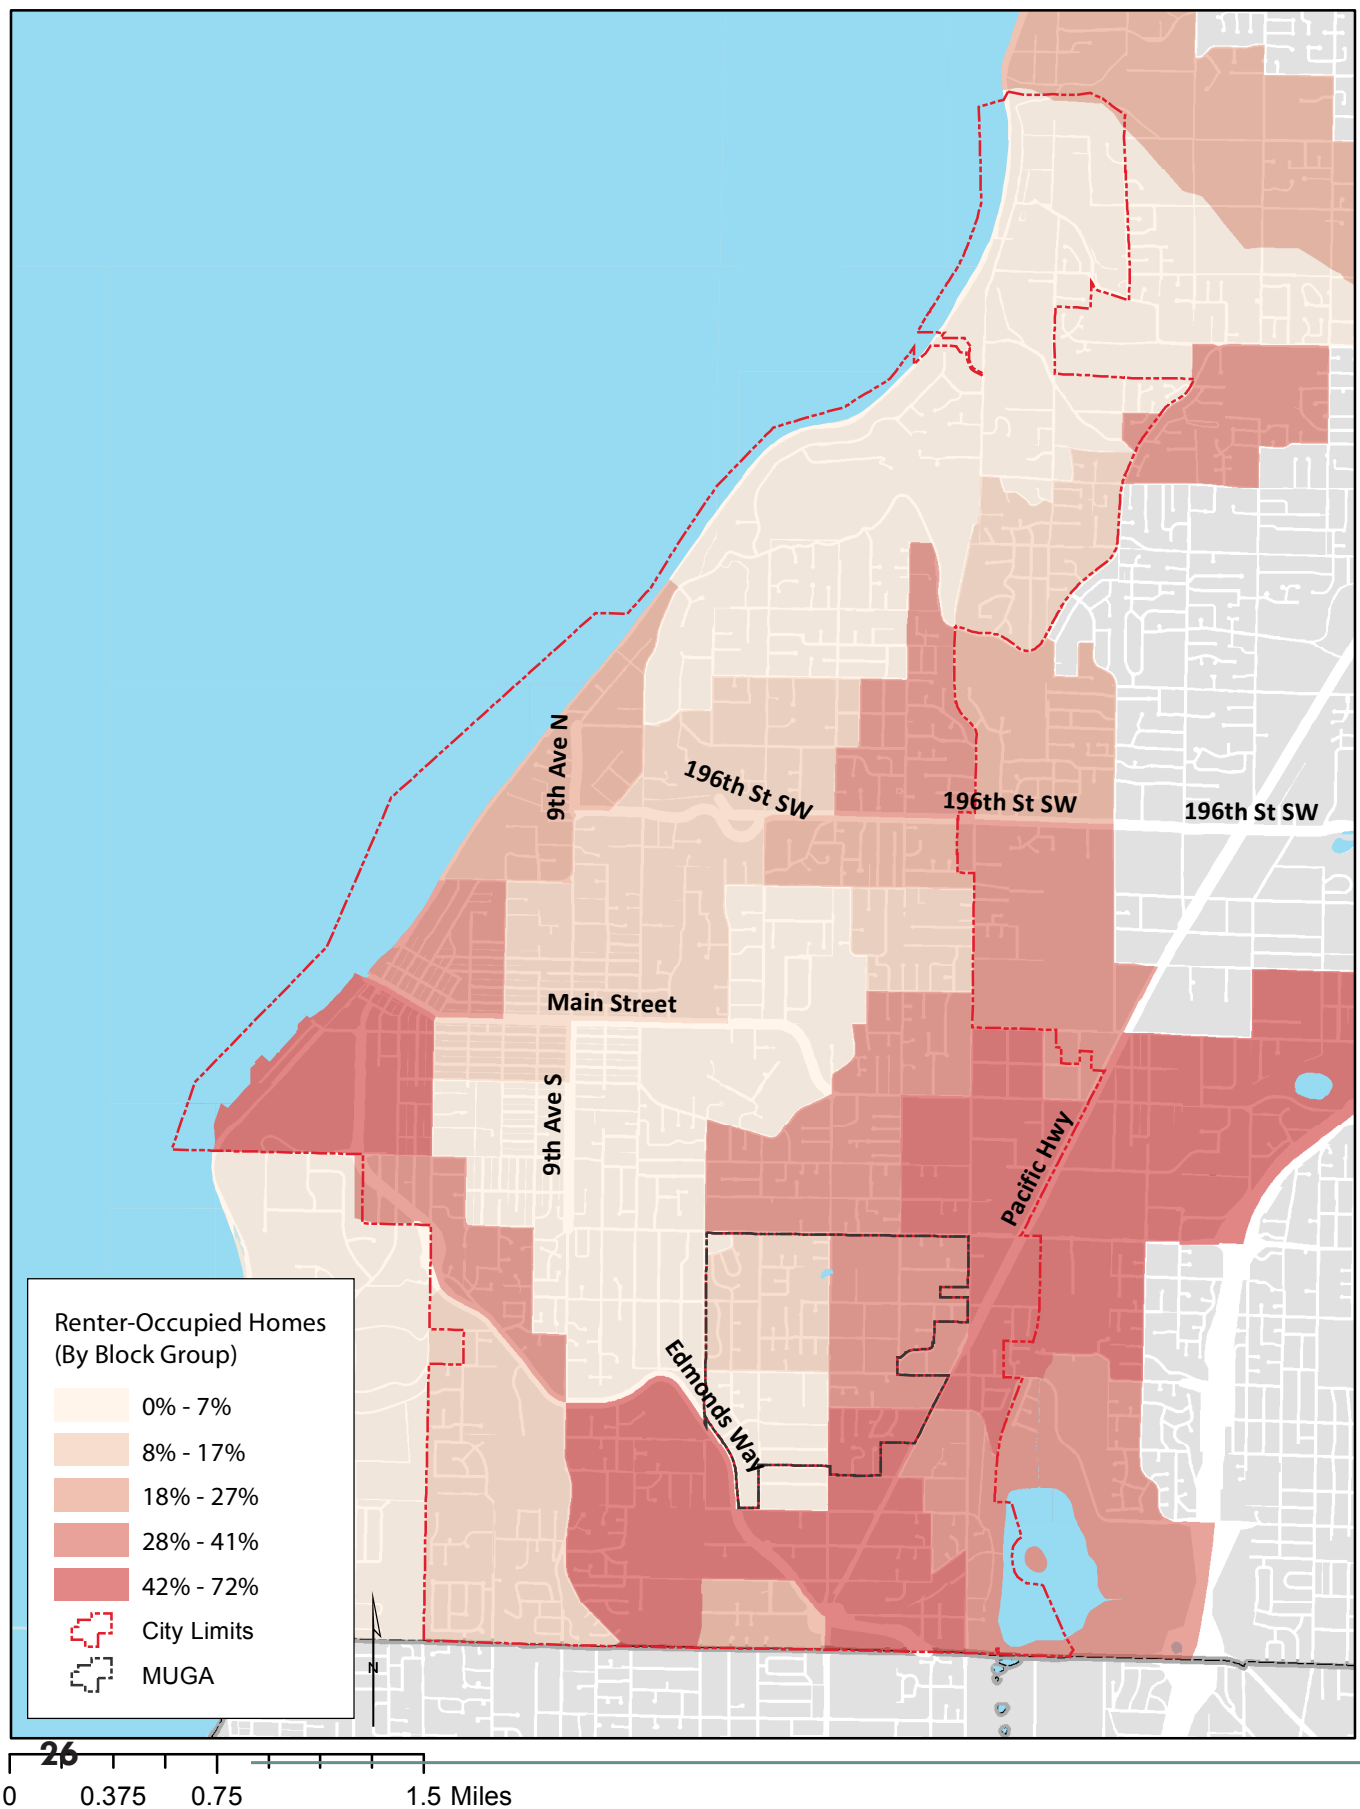 9th Ave N
196th St SW
196th St SW
196th St SW
Main Street
9th Ave S
Pacific Hwy
Edmonds Way
Renter-Occupied Homes
(By Block Group)
0% - 7%
8% - 17%
18% - 27%
28% - 41%
42% - 72%
City Limits
MUGA
N
26
0 0.375 0.75 1.5 Miles